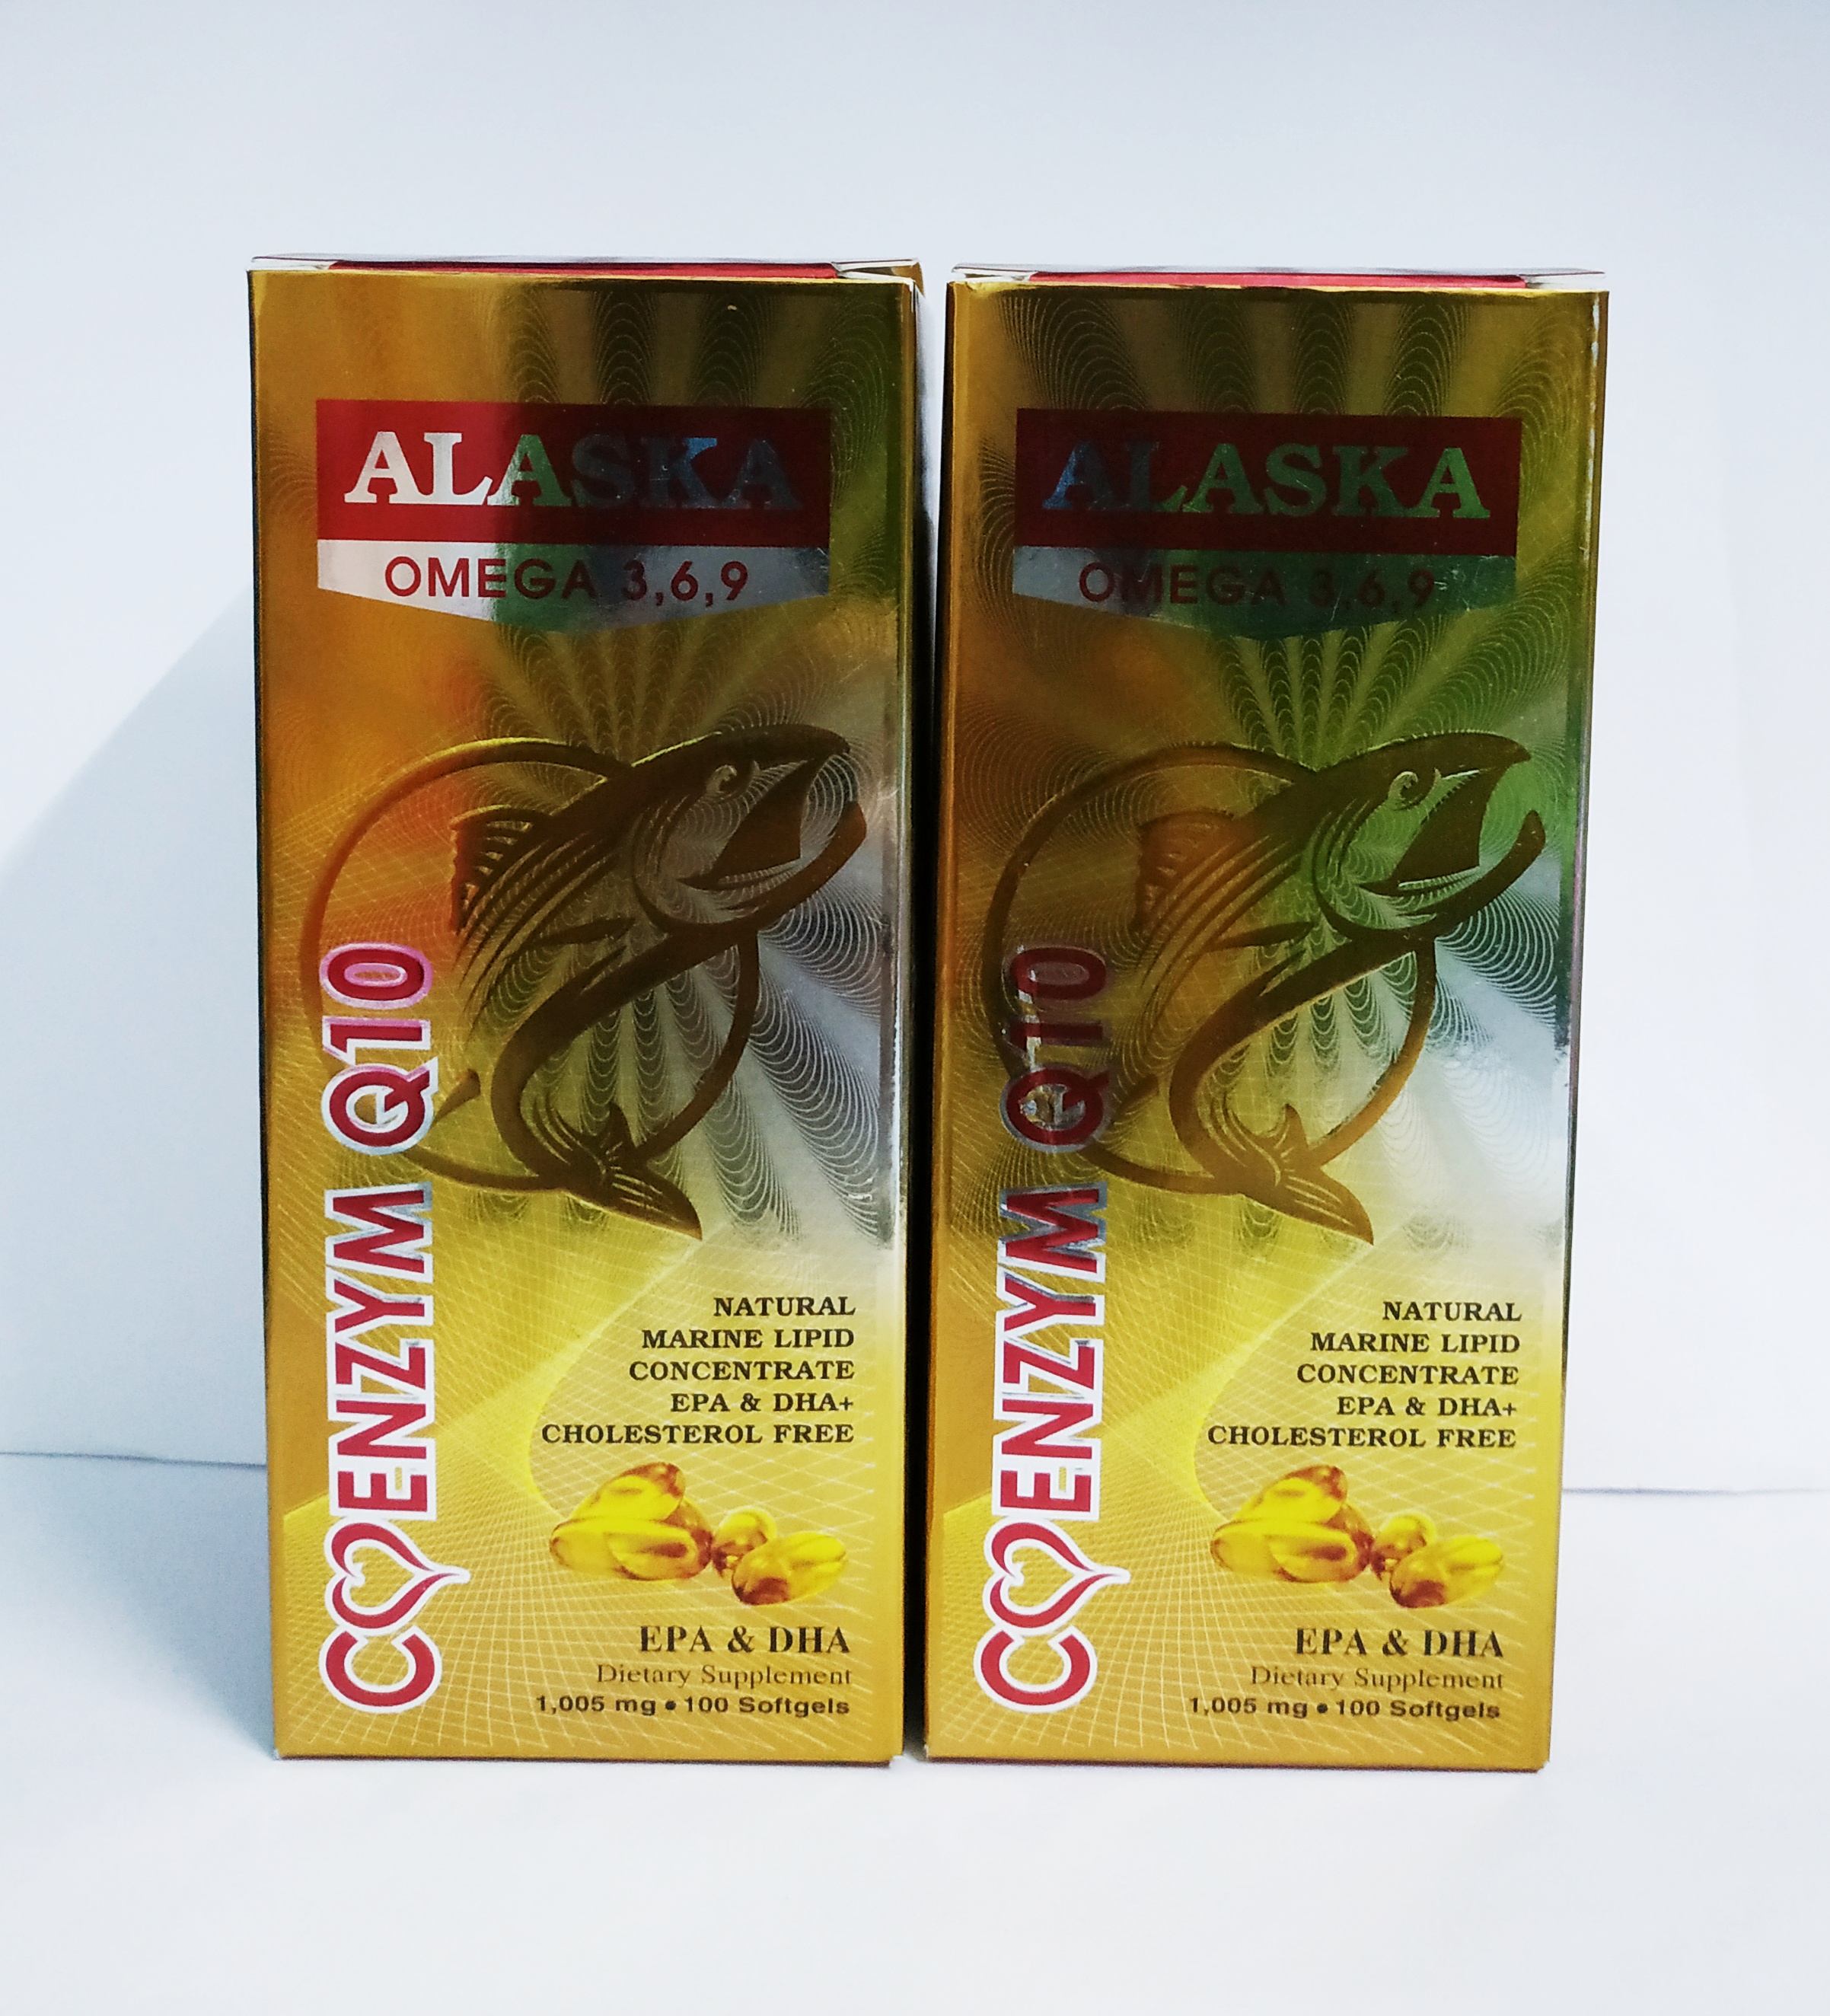 ALASKA
OMEGA 3,6,9
COENZYM Q10
NATURAL
MARINE LIPID
CONCENTRATE
EPA & DHA+
CHOLESTEROL FREE
EPA & DHA
Dietary Supplement
1,005 mg • 100 Softgels
ALASKA
OMEGA 3,6,9
COENZYM Q10
NATURAL
MARINE LIPID
CONCENTRATE
EPA & DHA+
CHOLESTEROL FREE
EPA & DHA
Dietary Supplement
1,005 mg • 100 Softgels